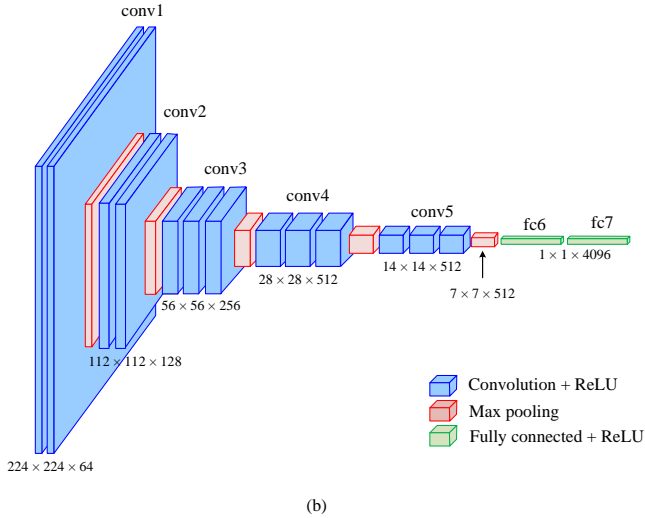 conv1
conv2
conv3
conv4
conv5
fc6
fc7
1 × 1 × 4096
14 × 14 × 512
28 × 28 × 512
7 × 7 × 512
56 × 56 × 256
112 × 112 × 128
224 × 224 × 64
Convolution + ReLU
Max pooling
Fully connected + ReLU
(b)